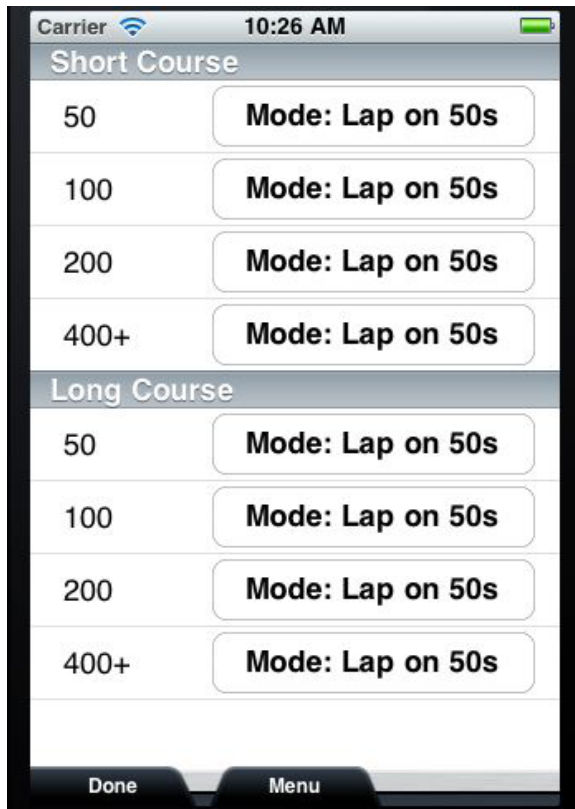 Carrier 10:26 AM
Short Course
50 Mode: Lap on 50s
100 Mode: Lap on 50s
200 Mode: Lap on 50s
400+ Mode: Lap on 50s
Long Course
50 Mode: Lap on 50s
100 Mode: Lap on 50s
200 Mode: Lap on 50s
400+ Mode: Lap on 50s
Done Menu